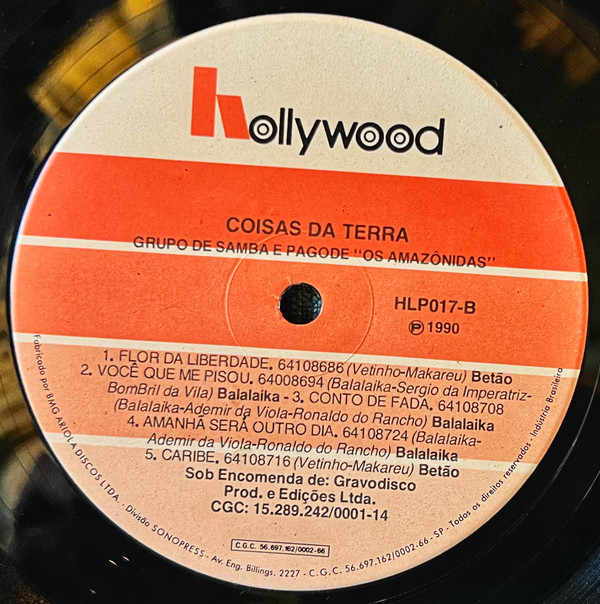 hollywood
COISAS DA TERRA
GRUPO DE SAMBA E PAGODE "OS AMAZÔNIDAS"
HLP017-B
℗ 1990
1. FLOR DA LIBERDADE. 64108686 (Vetinho-Makareu) Betão
2. VOCÊ QUE ME PISOU. 64008694 (Balalaika-Sergio da Imperatriz-
BomBril da Vila) Balalaika - 3. CONTO DE FADA. 64108708
(Balalaika-Ademir da Viola-Ronaldo do Rancho) Balalaika
4. AMANHÃ SERÁ OUTRO DIA. 64108724 (Balalaika-
Ademir da Viola-Ronaldo do Rancho) Balalaika
5. CARIBE. 64108716 (Vetinho-Makareu) Betão
Sob Encomenda de: Gravodisco
Prod. e Edições Ltda.
CGC: 15.289.242/0001-14
C.G.C. 56.697.162/0002-66
Fabricado por BMG ARIOLA DISCOS LTDA. - Divisão SONOPRESS - Av. Eng. Billings, 2227 - C.G.C. 56.697.162/0002-66 - SP - Todos os direitos reservados - Indústria Brasileira